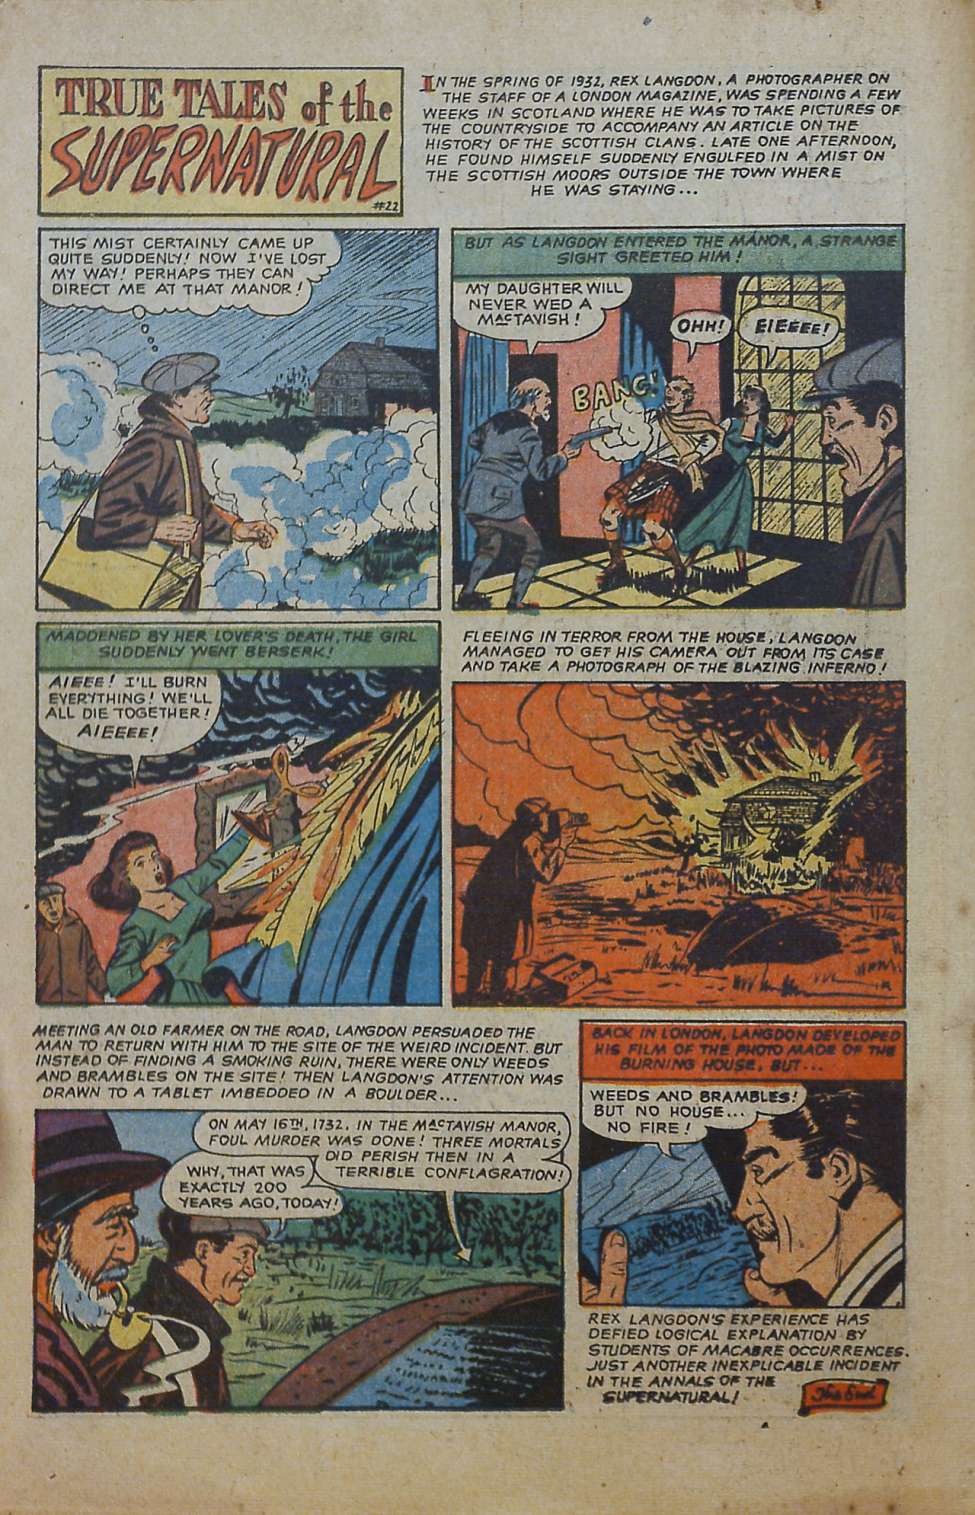 TRUE TALES of the
SUPERNATURAL
#22
IN THE SPRING OF 1932, REX LANGDON, A PHOTOGRAPHER ON
THE STAFF OF A LONDON MAGAZINE, WAS SPENDING A FEW
WEEKS IN SCOTLAND WHERE HE WAS TO TAKE PICTURES OF
THE COUNTRYSIDE TO ACCOMPANY AN ARTICLE ON THE
HISTORY OF THE SCOTTISH CLANS. LATE ONE AFTERNOON,
HE FOUND HIMSELF SUDDENLY ENGULFED IN A MIST ON
THE SCOTTISH MOORS OUTSIDE THE TOWN WHERE
HE WAS STAYING...
THIS MIST CERTAINLY CAME UP
QUITE SUDDENLY! NOW I'VE LOST
MY WAY! PERHAPS THEY CAN
DIRECT ME AT THAT MANOR!
BUT AS LANGDON ENTERED THE MANOR, A STRANGE
SIGHT GREETED HIM!
MY DAUGHTER WILL
NEVER WED A
MACTAVISH!
BANG!
OHH!
EIEEEE!
MADDENED BY HER LOVER'S DEATH, THE GIRL
SUDDENLY WENT BERSERK!
AIEEE! I'LL BURN
EVERYTHING! WE'LL
ALL DIE TOGETHER!
AIEEEE!
FLEEING IN TERROR FROM THE HOUSE, LANGDON
MANAGED TO GET HIS CAMERA OUT FROM ITS CASE
AND TAKE A PHOTOGRAPH OF THE BLAZING INFERNO!
MEETING AN OLD FARMER ON THE ROAD, LANGDON PERSUADED THE
MAN TO RETURN WITH HIM TO THE SITE OF THE WEIRD INCIDENT. BUT
INSTEAD OF FINDING A SMOKING RUIN, THERE WERE ONLY WEEDS
AND BRAMBLES ON THE SITE! THEN LANGDON'S ATTENTION WAS
DRAWN TO A TABLET IMBEDDED IN A BOULDER...
ON MAY 16TH, 1732, IN THE MACTAVISH MANOR,
FOUL MURDER WAS DONE! THREE MORTALS
DID PERISH THEN IN A
TERRIBLE CONFLAGRATION!
WHY, THAT WAS
EXACTLY 200
YEARS AGO, TODAY!
BACK IN LONDON, LANGDON DEVELOPED
HIS FILM OF THE PHOTO MADE OF THE
BURNING HOUSE, BUT...
WEEDS AND BRAMBLES!
BUT NO HOUSE...
NO FIRE!
REX LANGDON'S EXPERIENCE HAS
DEFIED LOGICAL EXPLANATION BY
STUDENTS OF MACABRE OCCURRENCES.
JUST ANOTHER INEXPLICABLE INCIDENT
IN THE ANNALS OF THE
SUPERNATURAL!
The End